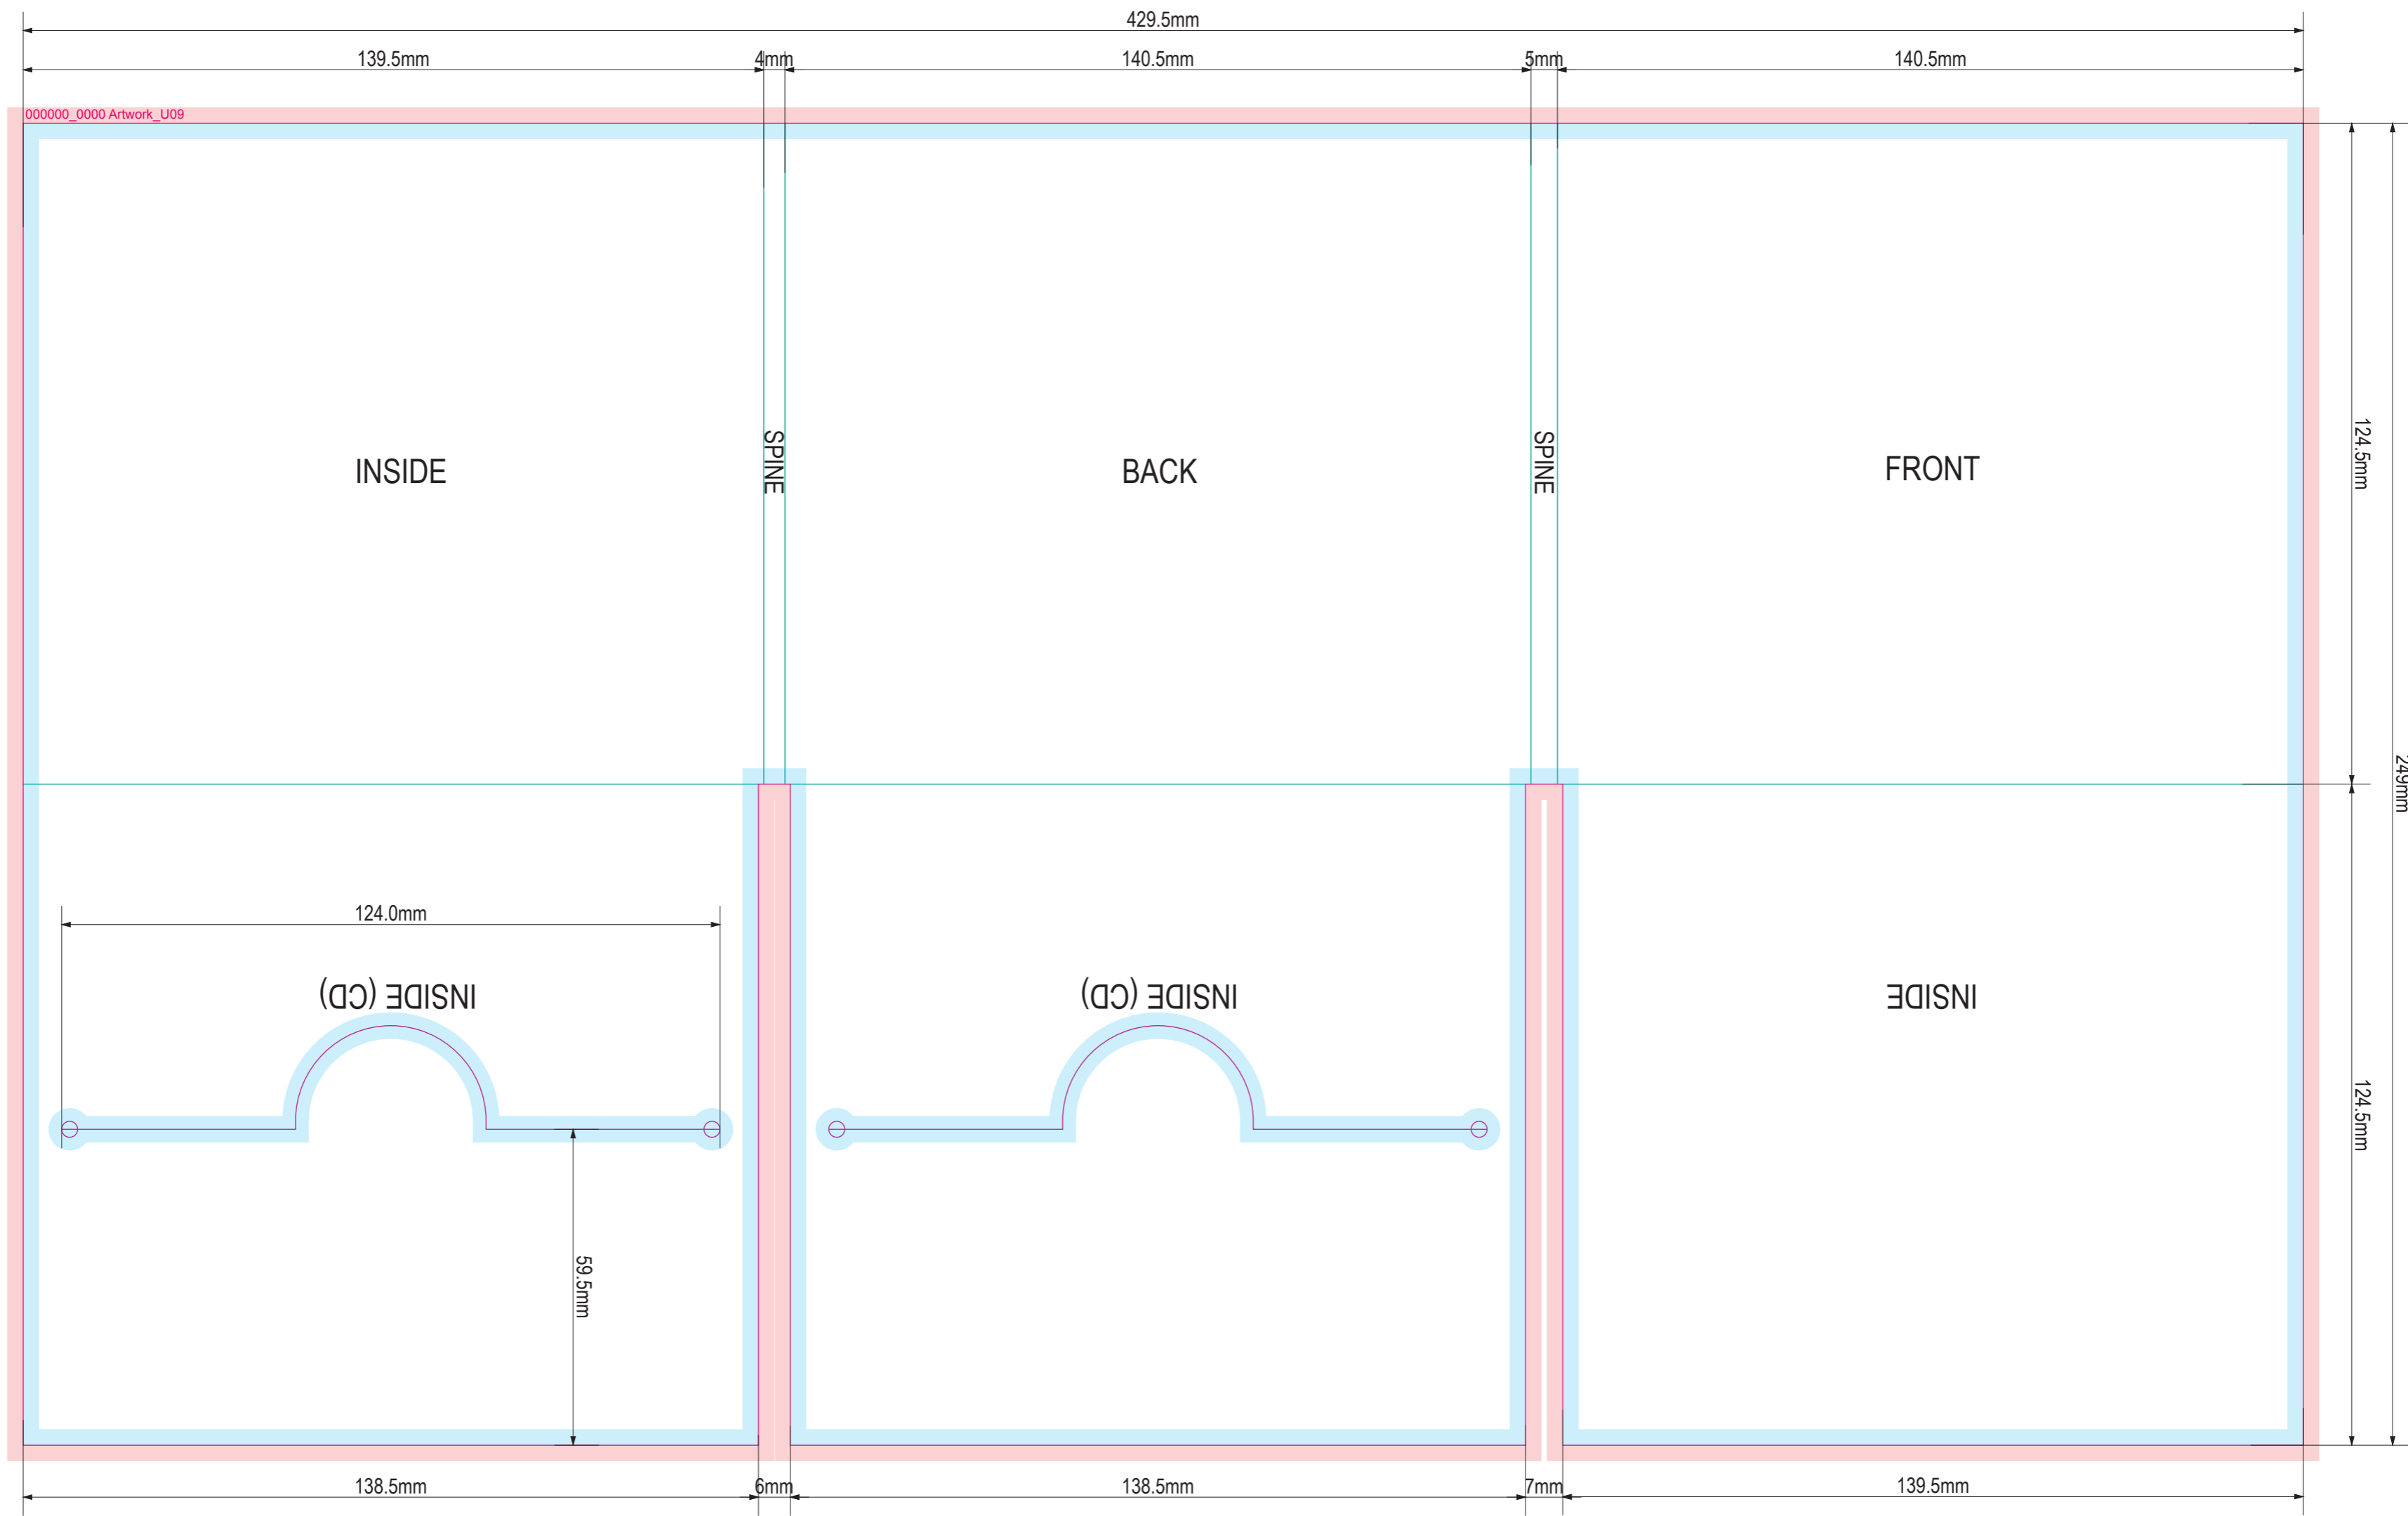 429.5mm
139.5mm
4mm
140.5mm
5mm
140.5mm
000000_0000 Artwork_U09
INSIDE
SPINE
BACK
SPINE
FRONT
124.5mm
249mm
124.0mm
INSIDE (CD)
INSIDE (CD)
INSIDE
124.5mm
59.5mm
138.5mm
6mm
138.5mm
7mm
139.5mm